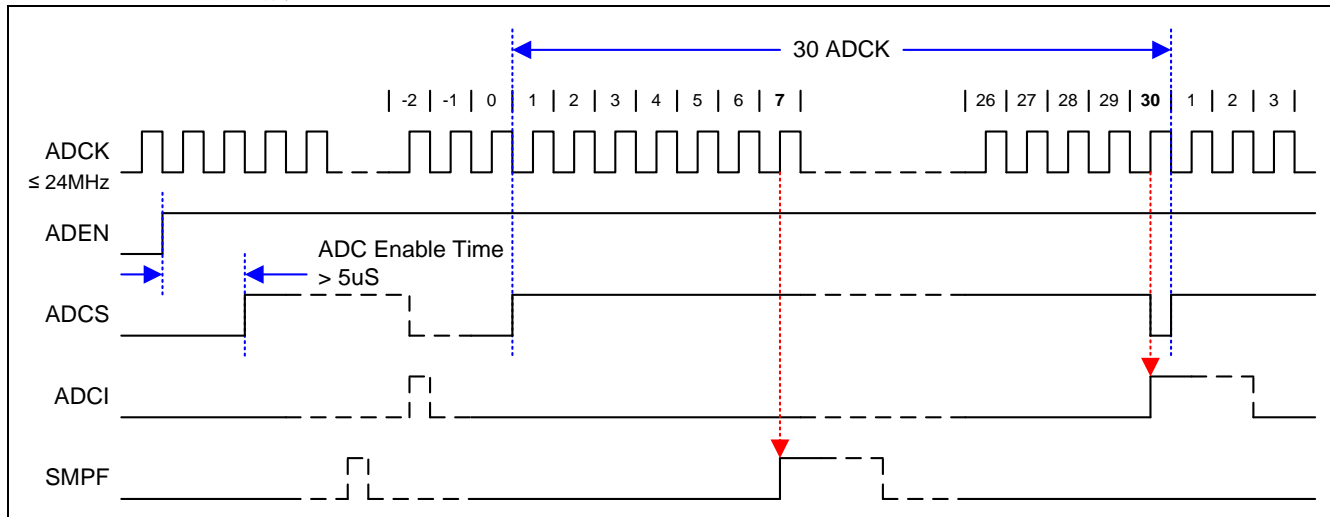 30 ADCK
-2 -1 0 1 2 3 4 5 6 7 26 27 28 29 30 1 2 3
ADCK
≤ 24MHz
ADEN
ADC Enable Time
> 5uS
ADCS
ADCI
SMPF